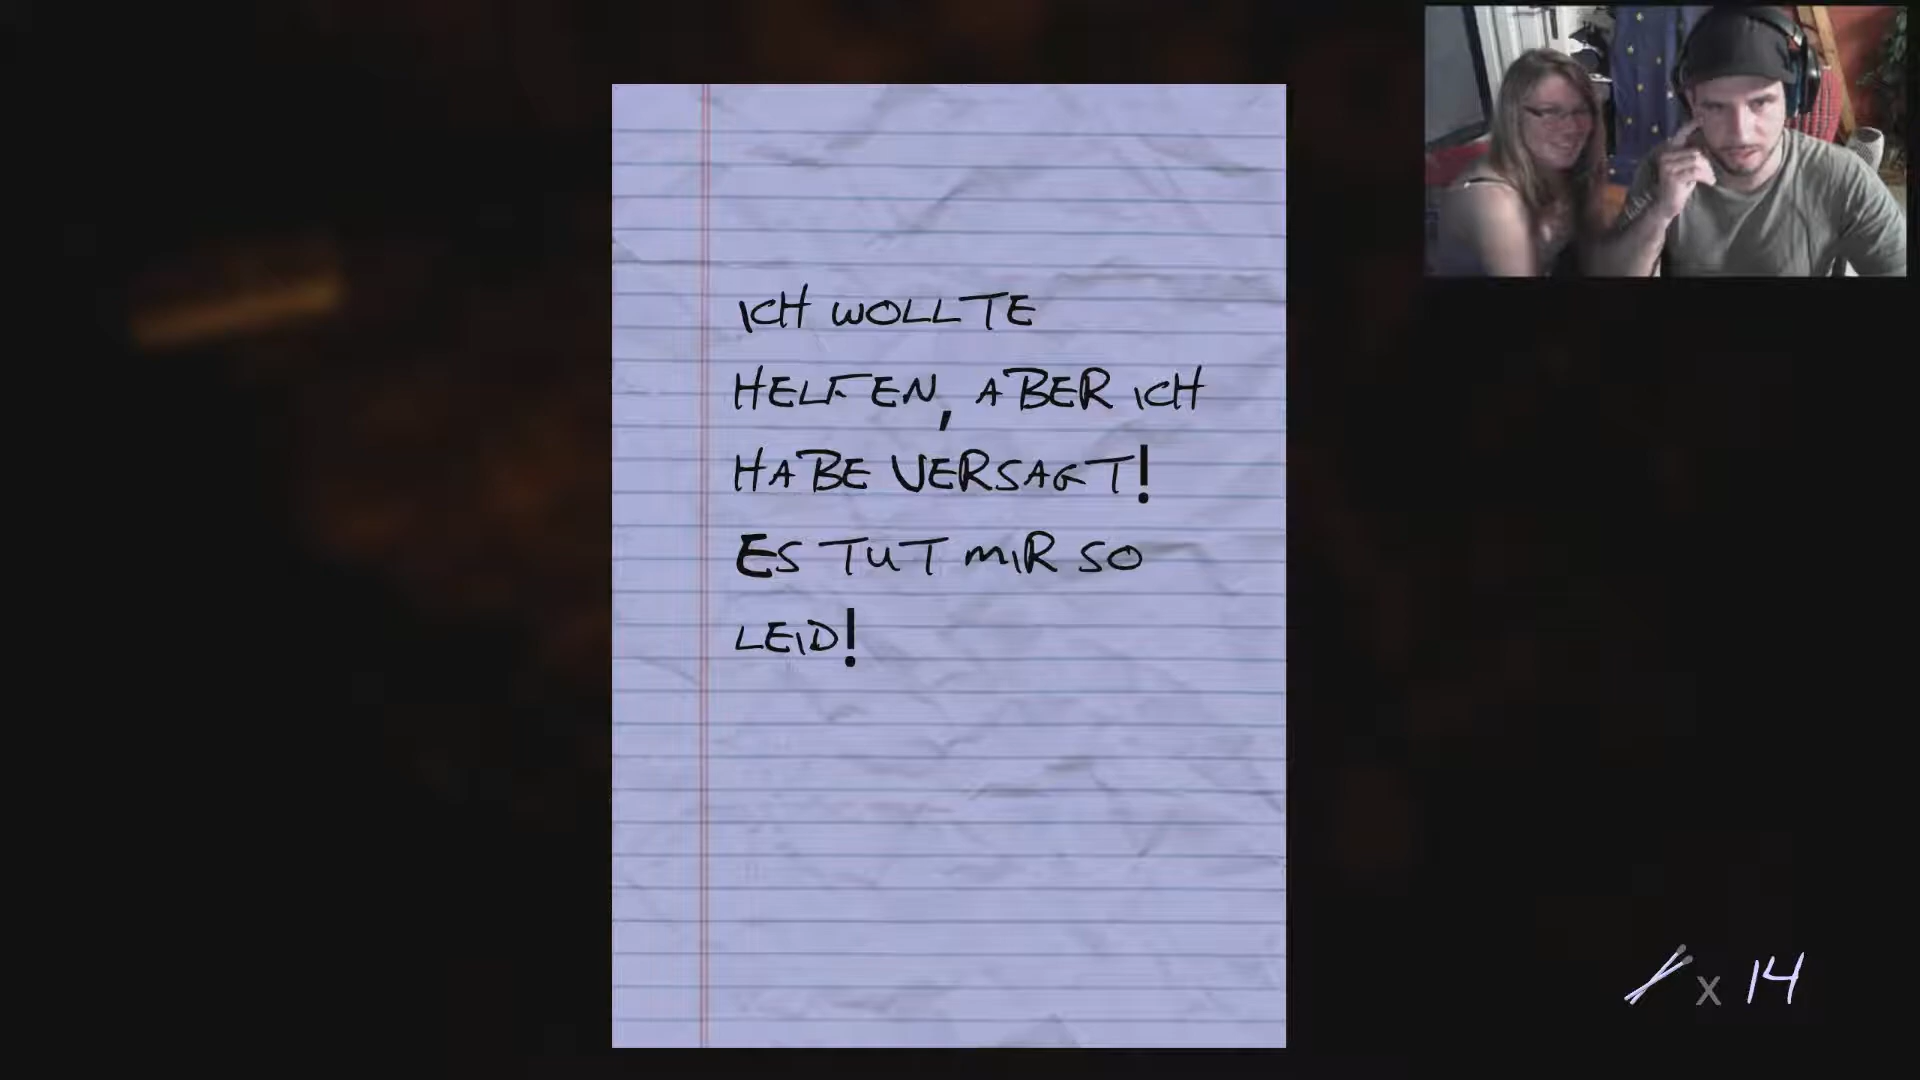 ICH WOLLTE
HELFEN, ABER ICH
HABE VERSAGT!
ES TUT MIR SO
LEID!
x 14